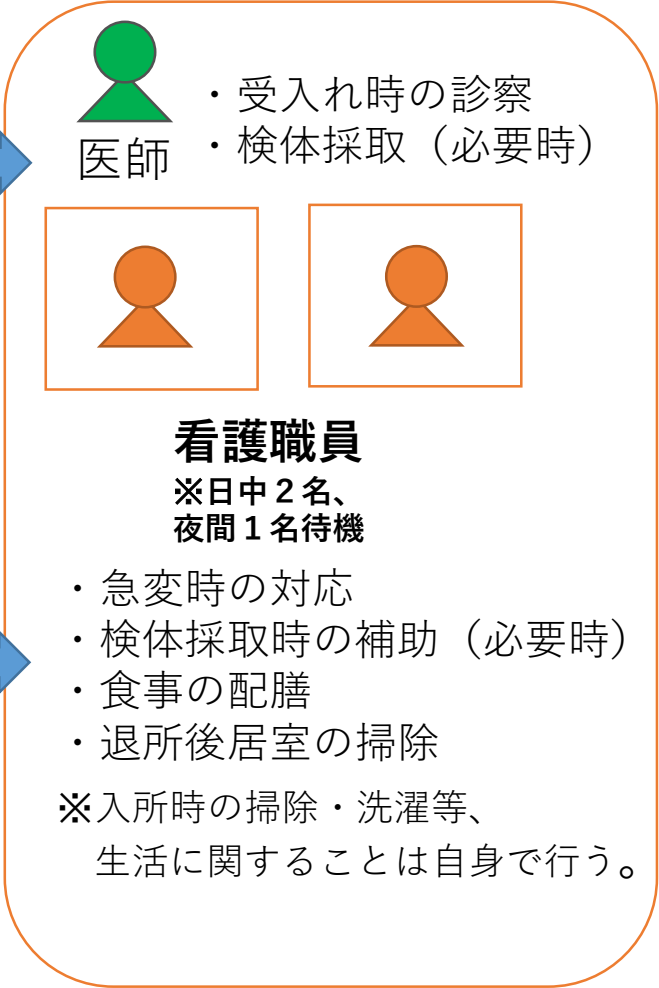 ・受入れ時の診察
・検体採取（必要時）
医師
看護職員
※日中２名、
夜間１名待機
・急変時の対応
・検体採取時の補助（必要時）
・食事の配膳
・退所後居室の掃除
※入所時の掃除・洗濯等、
生活に関することは自身で行う。